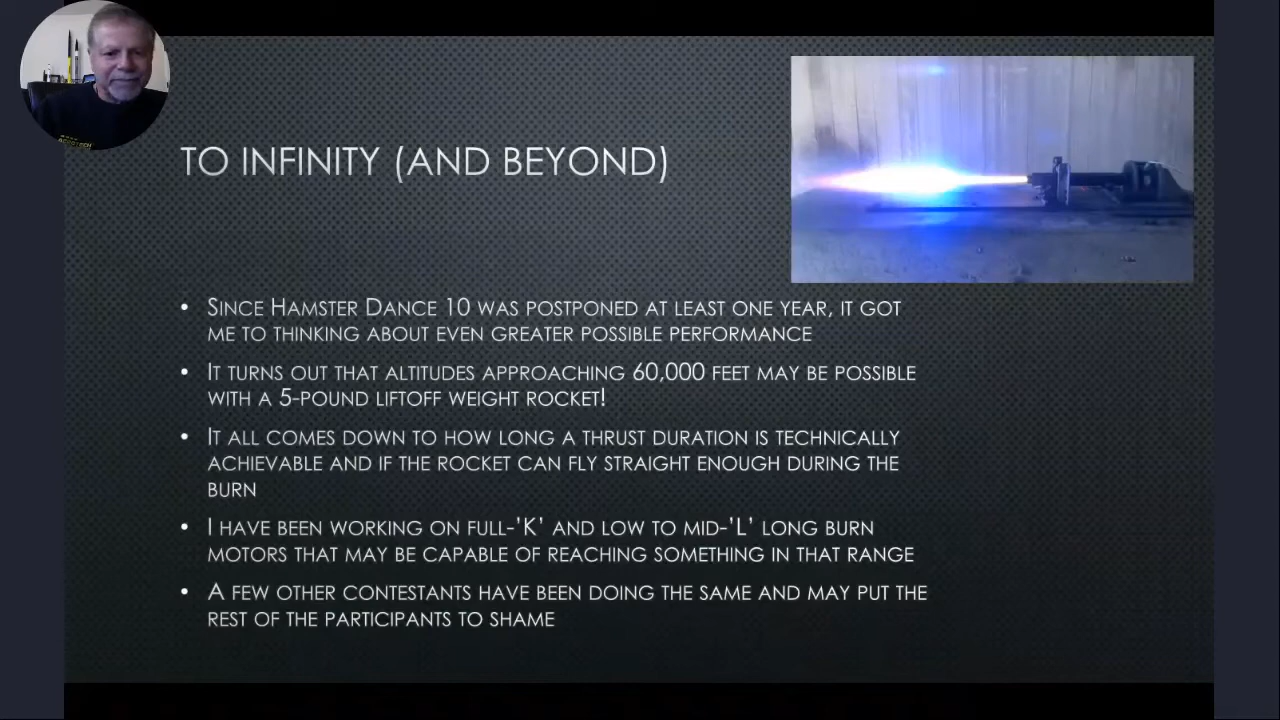 TO INFINITY (AND BEYOND)
• SINCE HAMSTER DANCE 10 WAS POSTPONED AT LEAST ONE YEAR, IT GOT
ME TO THINKING ABOUT EVEN GREATER POSSIBLE PERFORMANCE
• IT TURNS OUT THAT ALTITUDES APPROACHING 60,000 FEET MAY BE POSSIBLE
WITH A 5-POUND LIFTOFF WEIGHT ROCKET!
• IT ALL COMES DOWN TO HOW LONG A THRUST DURATION IS TECHNICALLY
ACHIEVABLE AND IF THE ROCKET CAN FLY STRAIGHT ENOUGH DURING THE
BURN
• I HAVE BEEN WORKING ON FULL-'K' AND LOW TO MID-'L' LONG BURN
MOTORS THAT MAY BE CAPABLE OF REACHING SOMETHING IN THAT RANGE
• A FEW OTHER CONTESTANTS HAVE BEEN DOING THE SAME AND MAY PUT THE
REST OF THE PARTICIPANTS TO SHAME